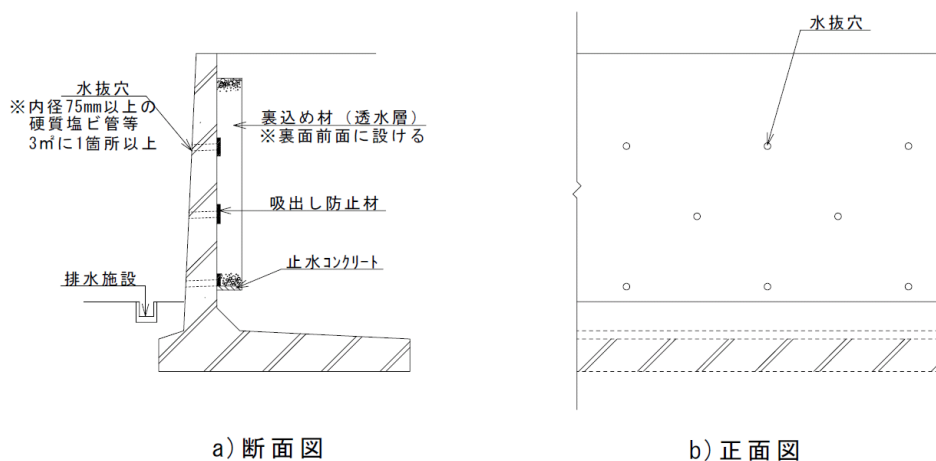 水抜穴
※内径75mm以上の
硬質塩ビ管等
3㎡に1箇所以上
裏込め材（透水層）
※裏面前面に設ける
吸出し防止材
止水コンクリート
排水施設
a)断面図
水抜穴
b)正面図